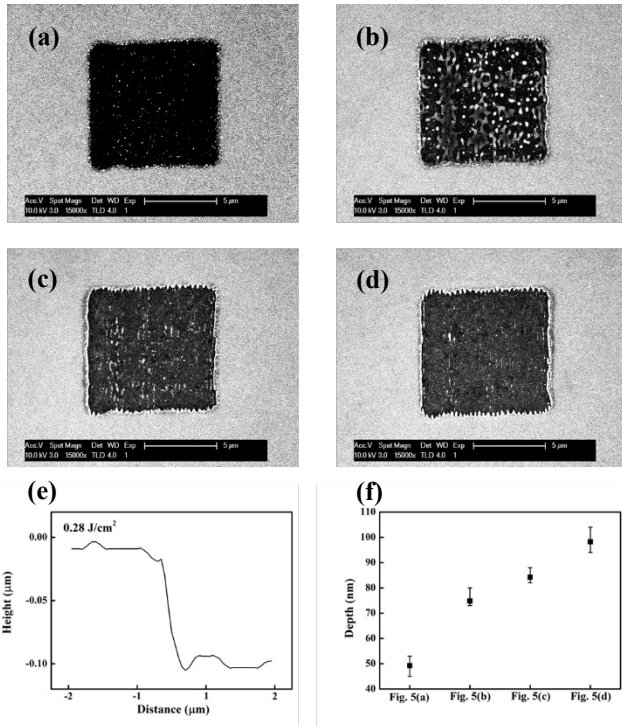 (a)
(b)
Acc.V Spot Magn Det WD Exp 5 μm
10.0 kV 3.0 15000x TLD 4.0 1
Acc.V Spot Magn Det WD Exp 5 μm
10.0 kV 3.0 15000x TLD 4.0 1
(c)
(d)
Acc.V Spot Magn Det WD Exp 5 μm
10.0 kV 3.0 15000x TLD 4.0 1
Acc.V Spot Magn Det WD Exp 5 μm
10.0 kV 3.0 15000x TLD 4.0 1
(e)
0.28 J/cm²
Height (μm)
0.00
-0.05
-0.10
-2 -1 1 2
Distance (μm)
(f)
Depth (nm)
110
100
90
80
70
60
50
40
Fig. 5(a) Fig. 5(b) Fig. 5(c) Fig. 5(d)